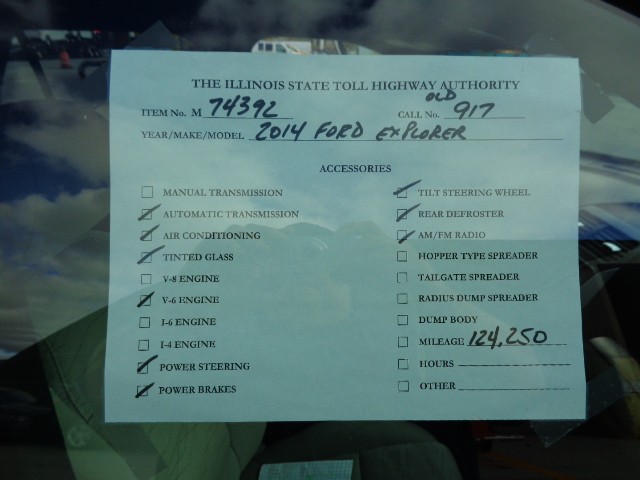 THE ILLINOIS STATE TOLL HIGHWAY AUTHORITY
ITEM No. M 74392 CALL No. OLD 917
YEAR/MAKE/MODEL 2014 FORD EXPLORER
ACCESSORIES
MANUAL TRANSMISSION
AUTOMATIC TRANSMISSION
AIR CONDITIONING
TINTED GLASS
V-8 ENGINE
V-6 ENGINE
I-6 ENGINE
I-4 ENGINE
POWER STEERING
POWER BRAKES
TILT STEERING WHEEL
REAR DEFROSTER
AM/FM RADIO
HOPPER TYPE SPREADER
TAILGATE SPREADER
RADIUS DUMP SPREADER
DUMP BODY
MILEAGE 124,250
HOURS
OTHER